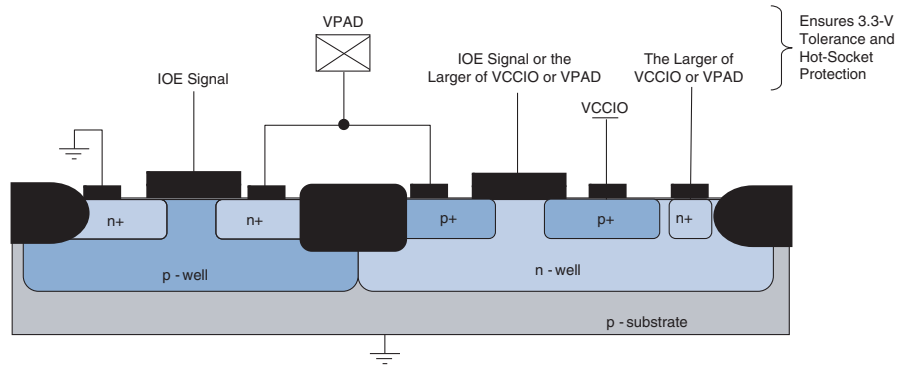 VPAD
IOE Signal
IOE Signal or the
Larger of VCCIO or VPAD
The Larger of
VCCIO or VPAD
Ensures 3.3-V
Tolerance and
Hot-Socket
Protection
VCCIO
n+
n+
p+
p+
n+
p - well
n - well
p - substrate